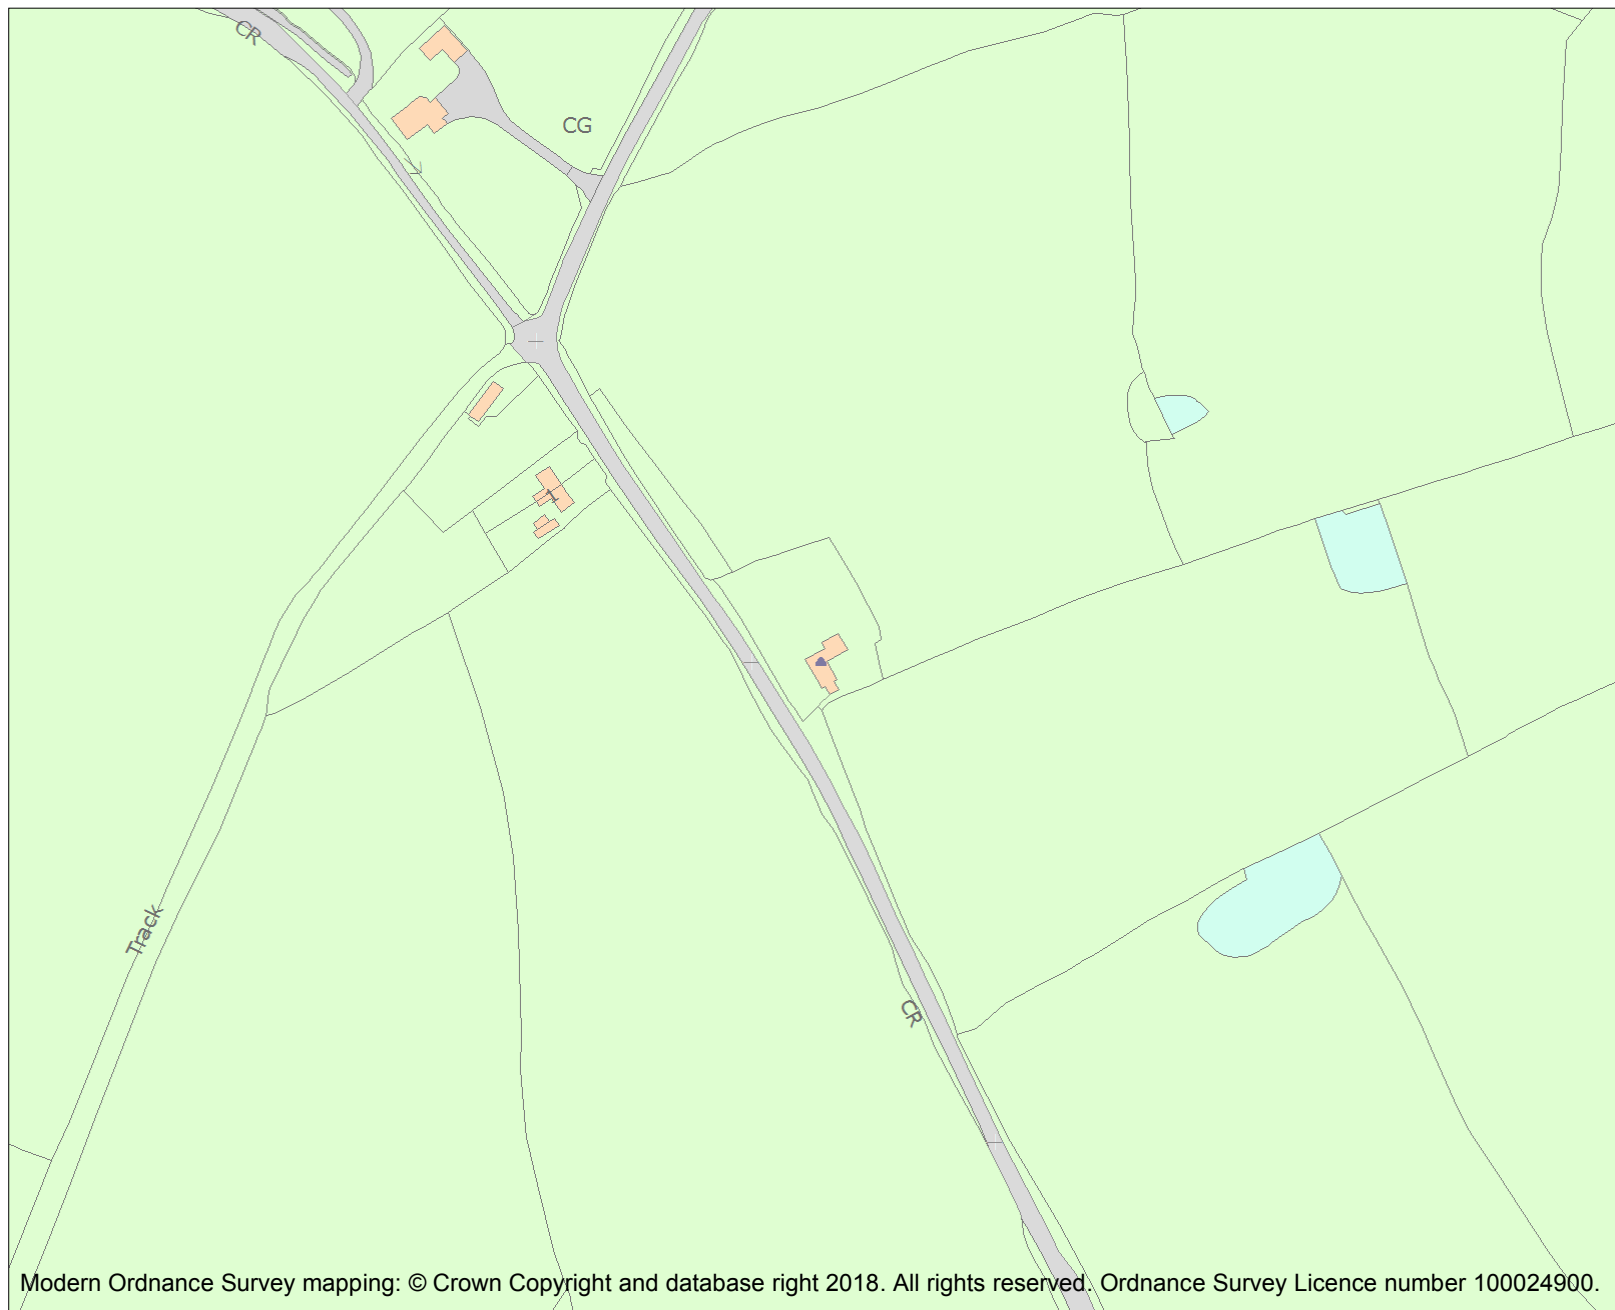 CR
CG
1
Track
CR
Modern Ordnance Survey mapping: © Crown Copyright and database right 2018. All rights reserved. Ordnance Survey Licence number 100024900.